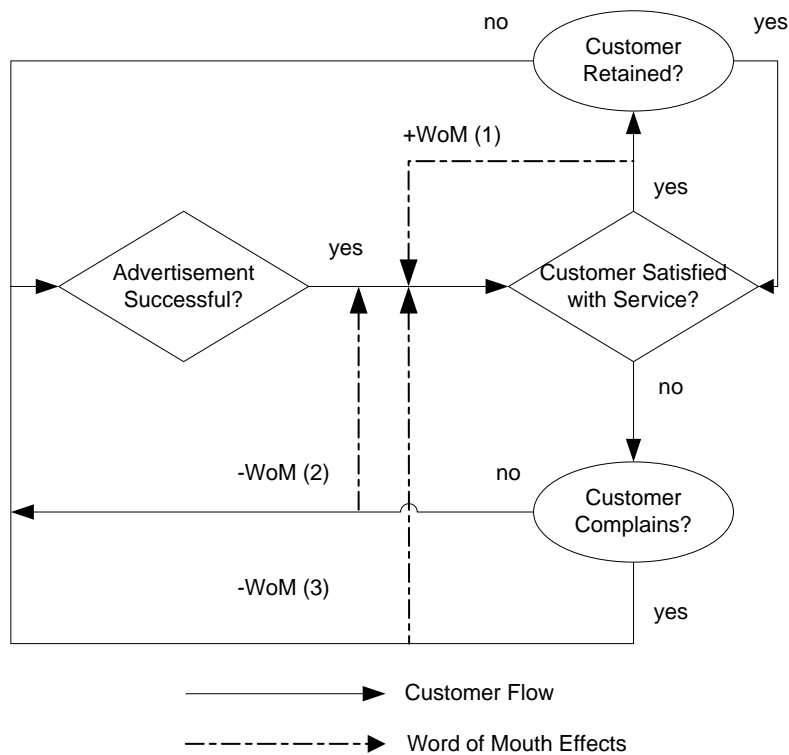 no
Customer
Retained?
yes
+WoM (1)
yes
Advertisement
Successful?
yes
Customer Satisfied
with Service?
no
-WoM (2)
no
Customer
Complains?
-WoM (3)
yes
Customer Flow
Word of Mouth Effects